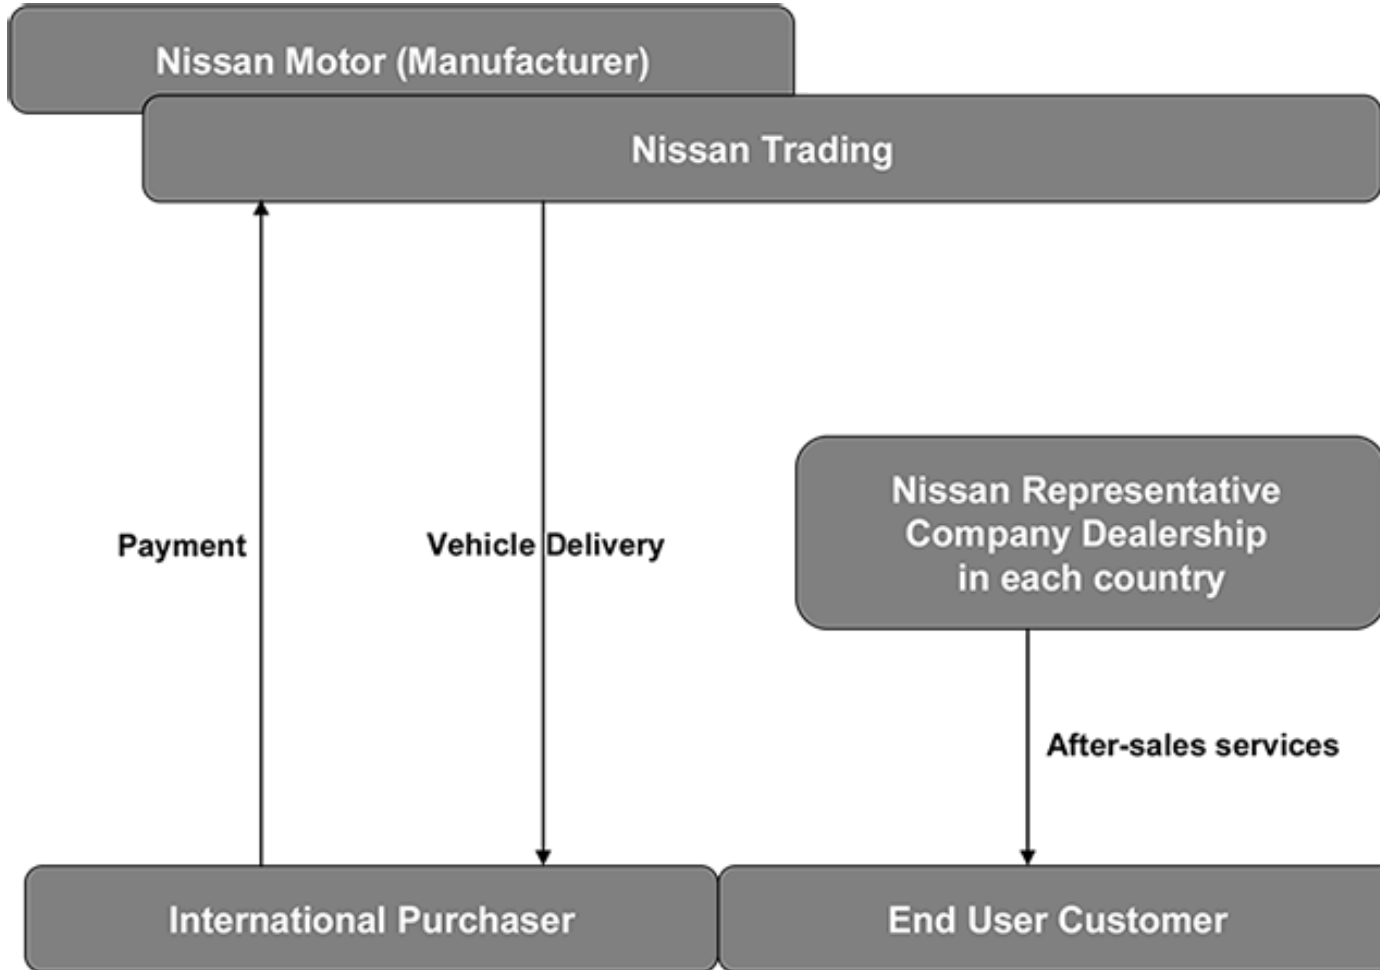 Nissan Motor (Manufacturer)
Nissan Trading
Nissan Representative
Company Dealership
in each country
Payment
Vehicle Delivery
After-sales services
International Purchaser
End User Customer